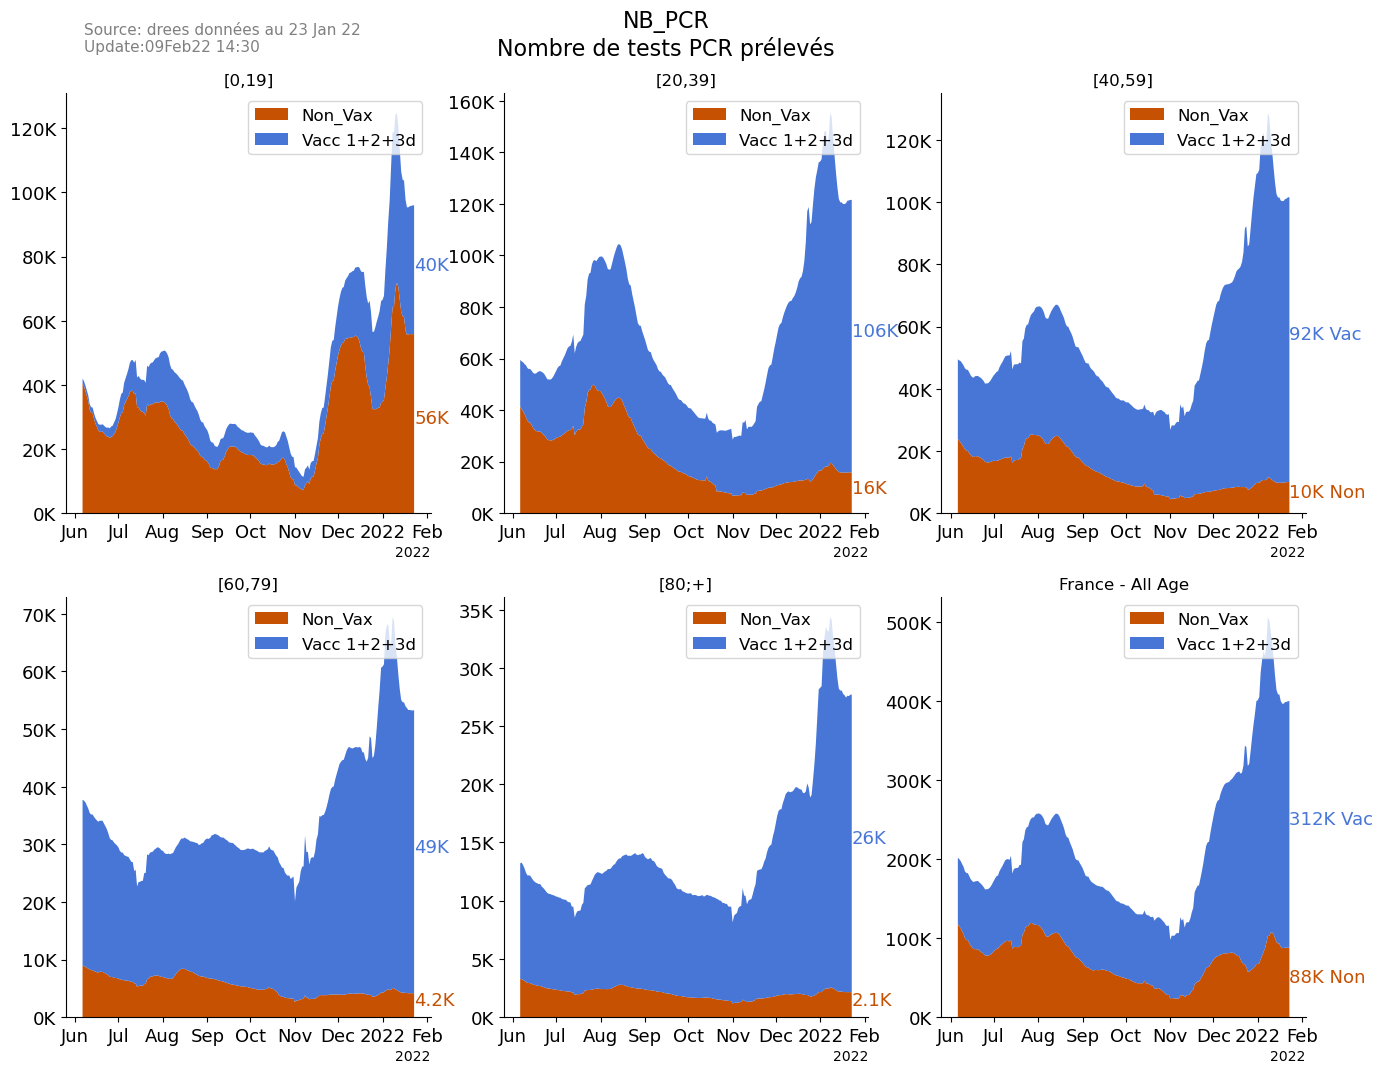 Source: drees données au 23 Jan 22
Update:09Feb22 14:30
NB_PCR
Nombre de tests PCR prélevés
[0,19]
Non_Vax
Vacc 1+2+3d
120K
100K
80K
60K
40K
20K
0K
40K
56K
Jun Jul Aug Sep Oct Nov Dec 2022 Feb
2022
[20,39]
Non_Vax
Vacc 1+2+3d
160K
140K
120K
100K
80K
60K
40K
20K
0K
106K
16K
Jun Jul Aug Sep Oct Nov Dec 2022 Feb
2022
[40,59]
Non_Vax
Vacc 1+2+3d
120K
100K
80K
60K
40K
20K
0K
92K Vac
10K Non
Jun Jul Aug Sep Oct Nov Dec 2022 Feb
2022
[60,79]
Non_Vax
Vacc 1+2+3d
70K
60K
50K
40K
30K
20K
10K
0K
49K
4.2K
Jun Jul Aug Sep Oct Nov Dec 2022 Feb
2022
[80;+]
Non_Vax
Vacc 1+2+3d
35K
30K
25K
20K
15K
10K
5K
0K
26K
2.1K
Jun Jul Aug Sep Oct Nov Dec 2022 Feb
2022
France - All Age
Non_Vax
Vacc 1+2+3d
500K
400K
300K
200K
100K
0K
312K Vac
88K Non
Jun Jul Aug Sep Oct Nov Dec 2022 Feb
2022